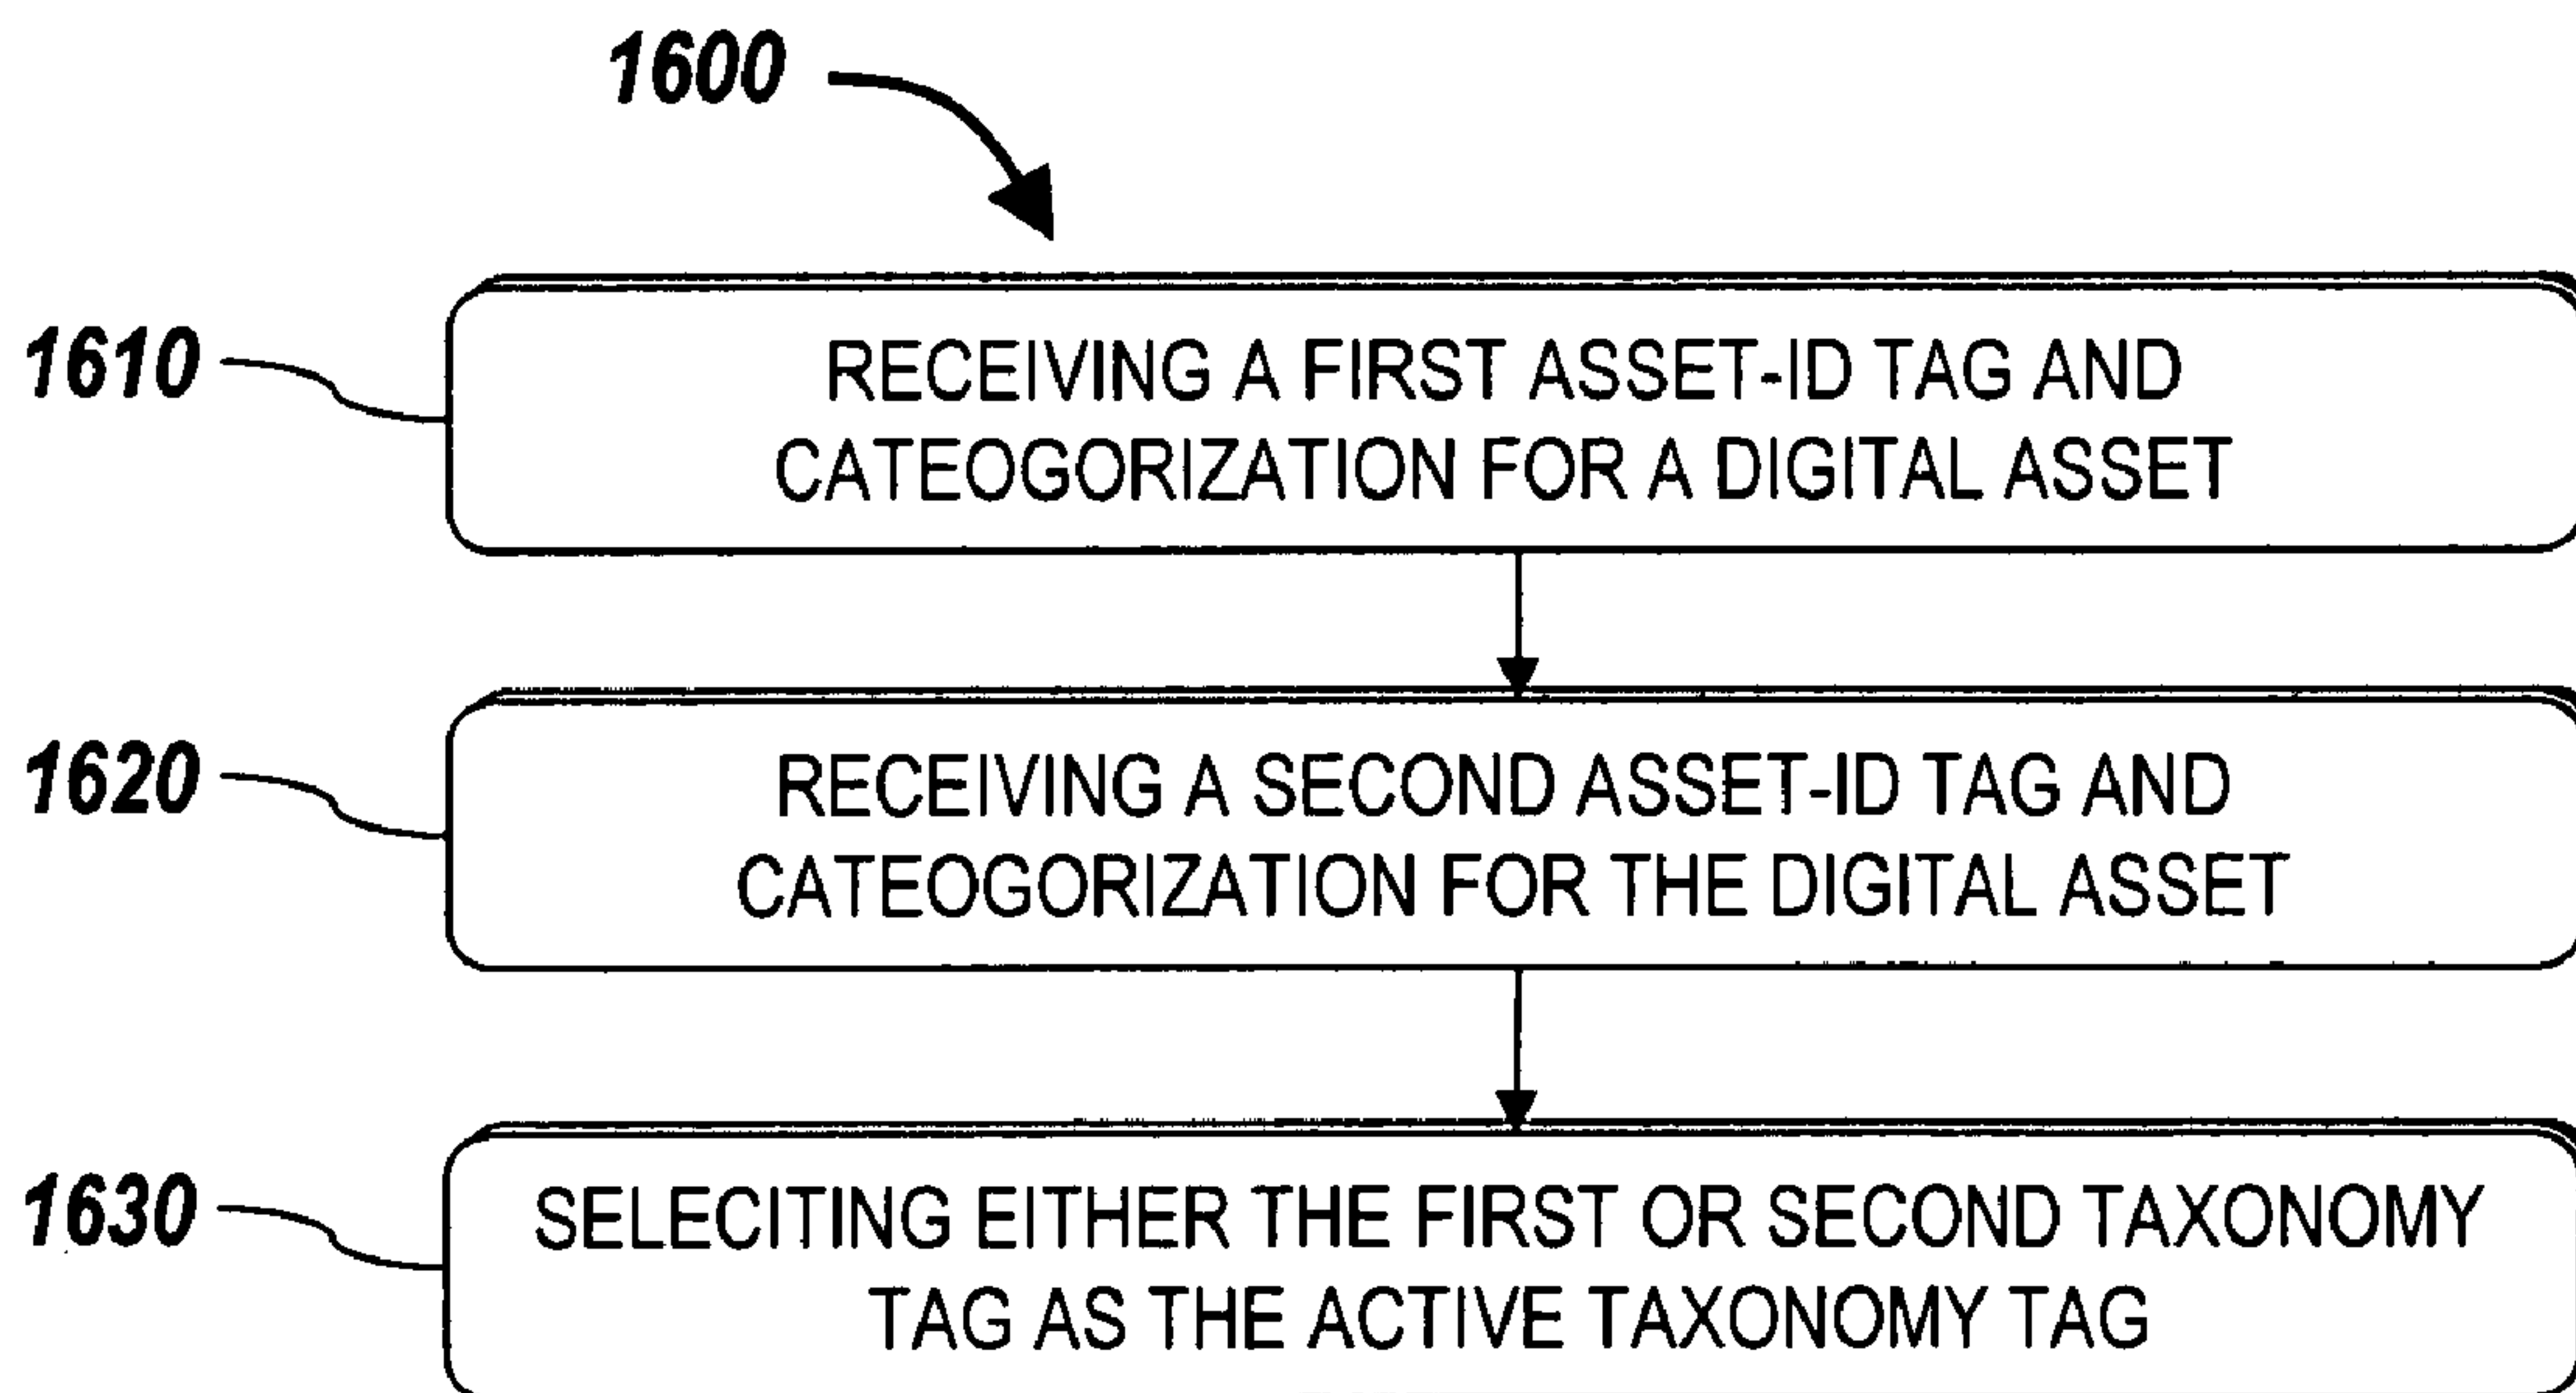 1600
1610
RECEIVING A FIRST ASSET-ID TAG AND
CATEOGORIZATION FOR A DIGITAL ASSET
1620
RECEIVING A SECOND ASSET-ID TAG AND
CATEOGORIZATION FOR THE DIGITAL ASSET
1630
SELECITING EITHER THE FIRST OR SECOND TAXONOMY
TAG AS THE ACTIVE TAXONOMY TAG